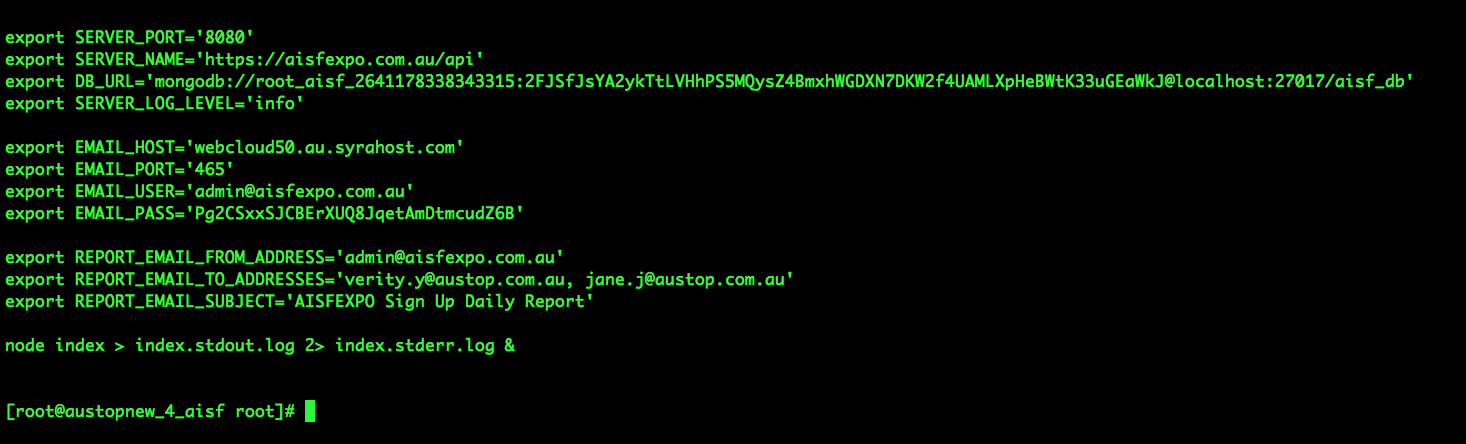 export SERVER_PORT='8080'
export SERVER_NAME='https://aisfexpo.com.au/api'
export DB_URL='mongodb://root_aisf_2641178338343315:2FJSfJsYA2ykTtLVHhPS5MQysZ4BmxhWGDXN7DKW2f4UAMLXpHeBWtK33uGEaWkJ@localhost:27017/aisf_db'
export SERVER_LOG_LEVEL='info'
export EMAIL_HOST='webcloud50.au.syrahost.com'
export EMAIL_PORT='465'
export EMAIL_USER='admin@aisfexpo.com.au'
export EMAIL_PASS='Pg2CSxxSJCBErXUQ8JqetAmDtmcudZ6B'
export REPORT_EMAIL_FROM_ADDRESS='admin@aisfexpo.com.au'
export REPORT_EMAIL_TO_ADDRESSES='verity.y@austop.com.au, jane.j@austop.com.au'
export REPORT_EMAIL_SUBJECT='AISFEXPO Sign Up Daily Report'
node index > index.stdout.log 2> index.stderr.log &
[root@austopnew_4_aisf root]#